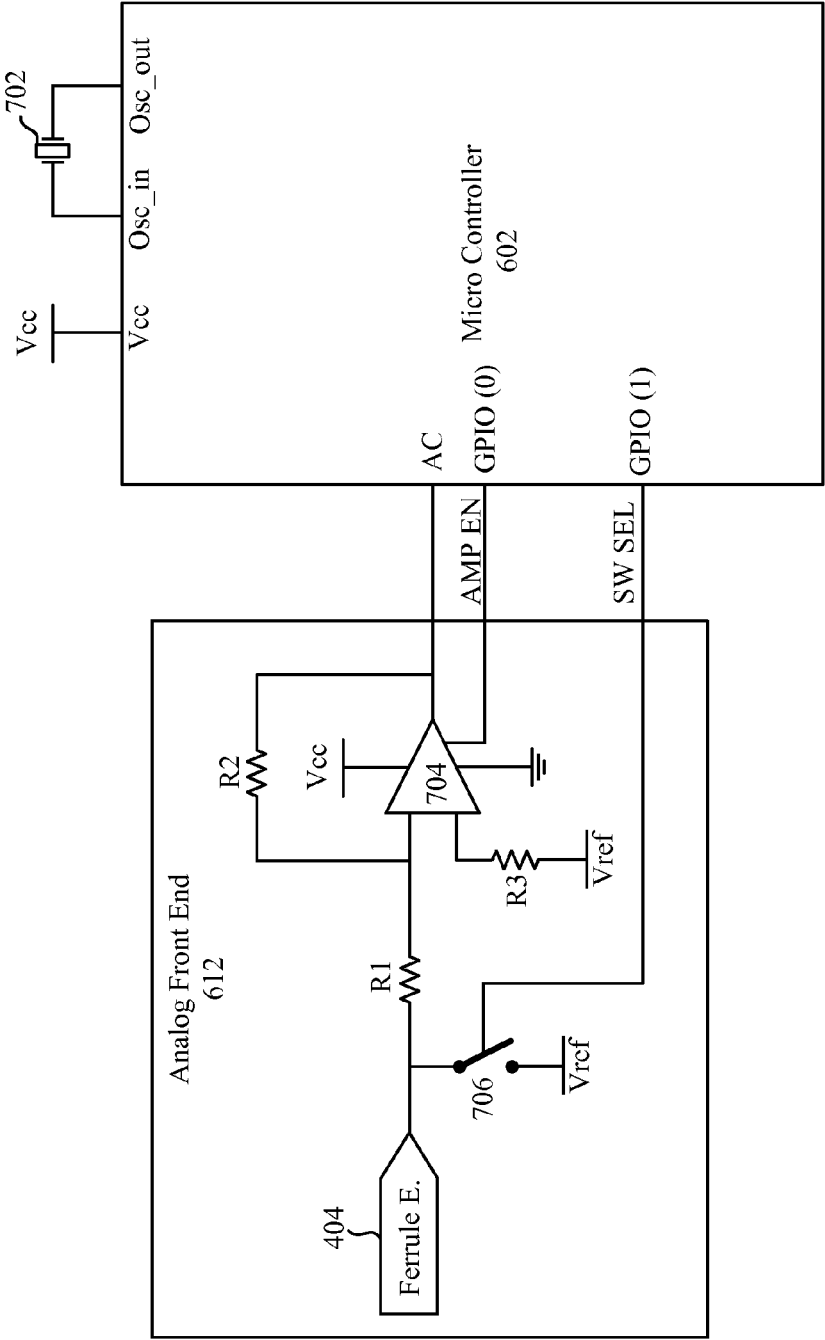 Analog Front End
612
404
Ferrule E.
R1
706
Vref
R2
Vcc
704
R3
Vref
AMP EN
SW SEL
Vcc
702
Vcc
Osc_in
Osc_out
AC
GPIO (0)
GPIO (1)
Micro Controller
602